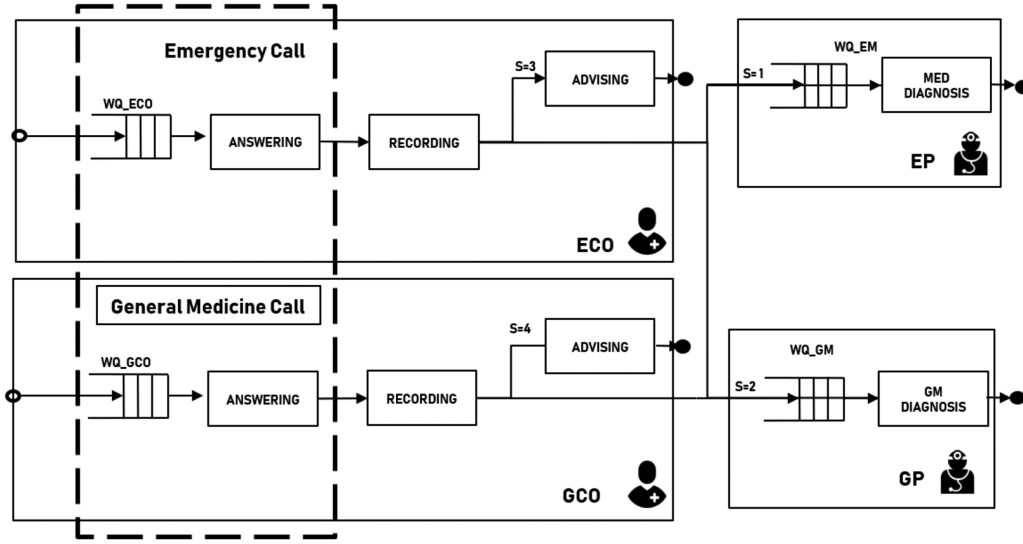 Emergency Call
WQ_ECO
ANSWERING
RECORDING
S=3
ADVISING
ECO
S=1
WQ_EM
MED
DIAGNOSIS
EP
General Medicine Call
WQ_GCO
ANSWERING
RECORDING
S=4
ADVISING
GCO
S=2
WQ_GM
GM
DIAGNOSIS
GP